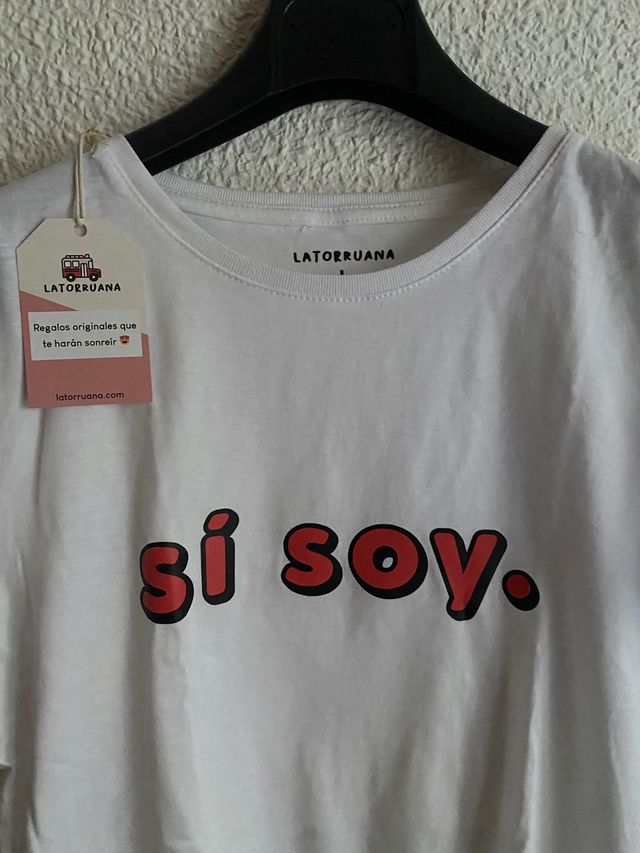 LATORRUANA
L
LATORRUANA
Regalos originales que
te harán sonreír 😍
latorruana.com
sí soy.